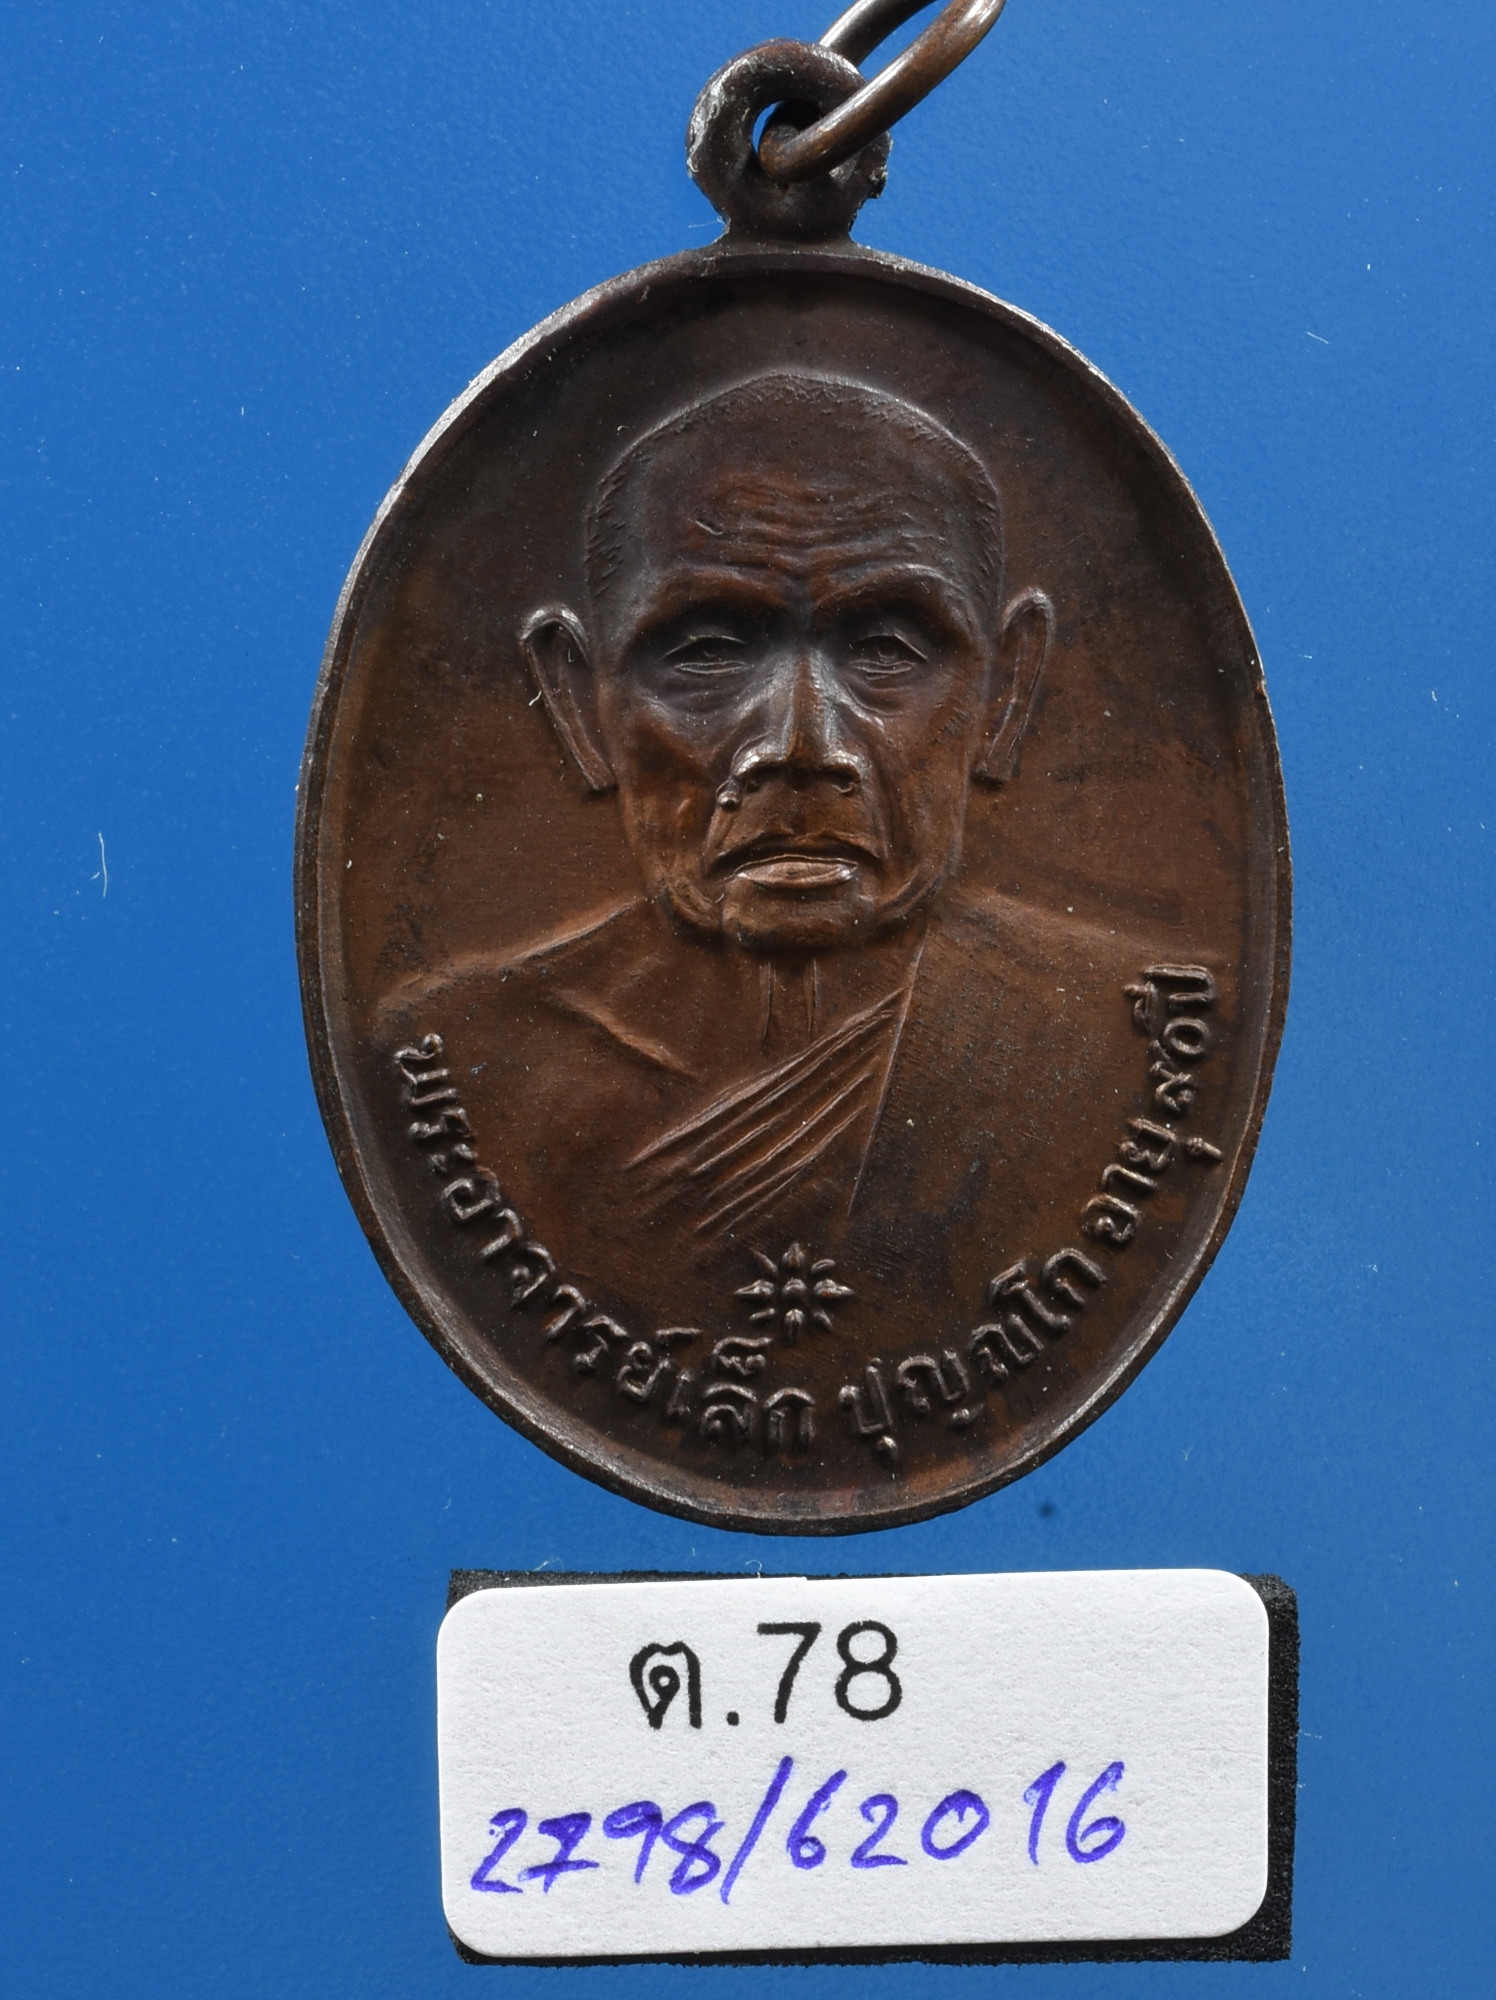 พระอาจารย์เล็ก ปุญญโก อายุ ๘๐ปี
ต.78
2798/62016